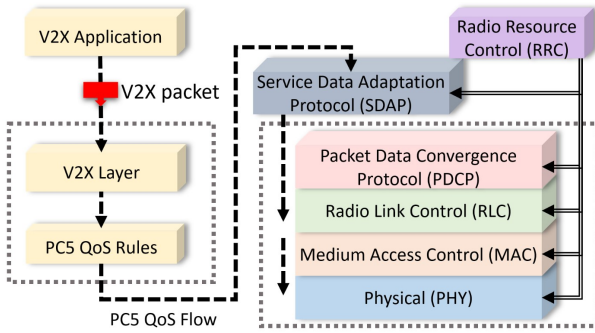 V2X Application
V2X packet
V2X Layer
PC5 QoS Rules
PC5 QoS Flow
Radio Resource
Control (RRC)
Service Data Adaptation
Protocol (SDAP)
Packet Data Convergence
Protocol (PDCP)
Radio Link Control (RLC)
Medium Access Control (MAC)
Physical (PHY)